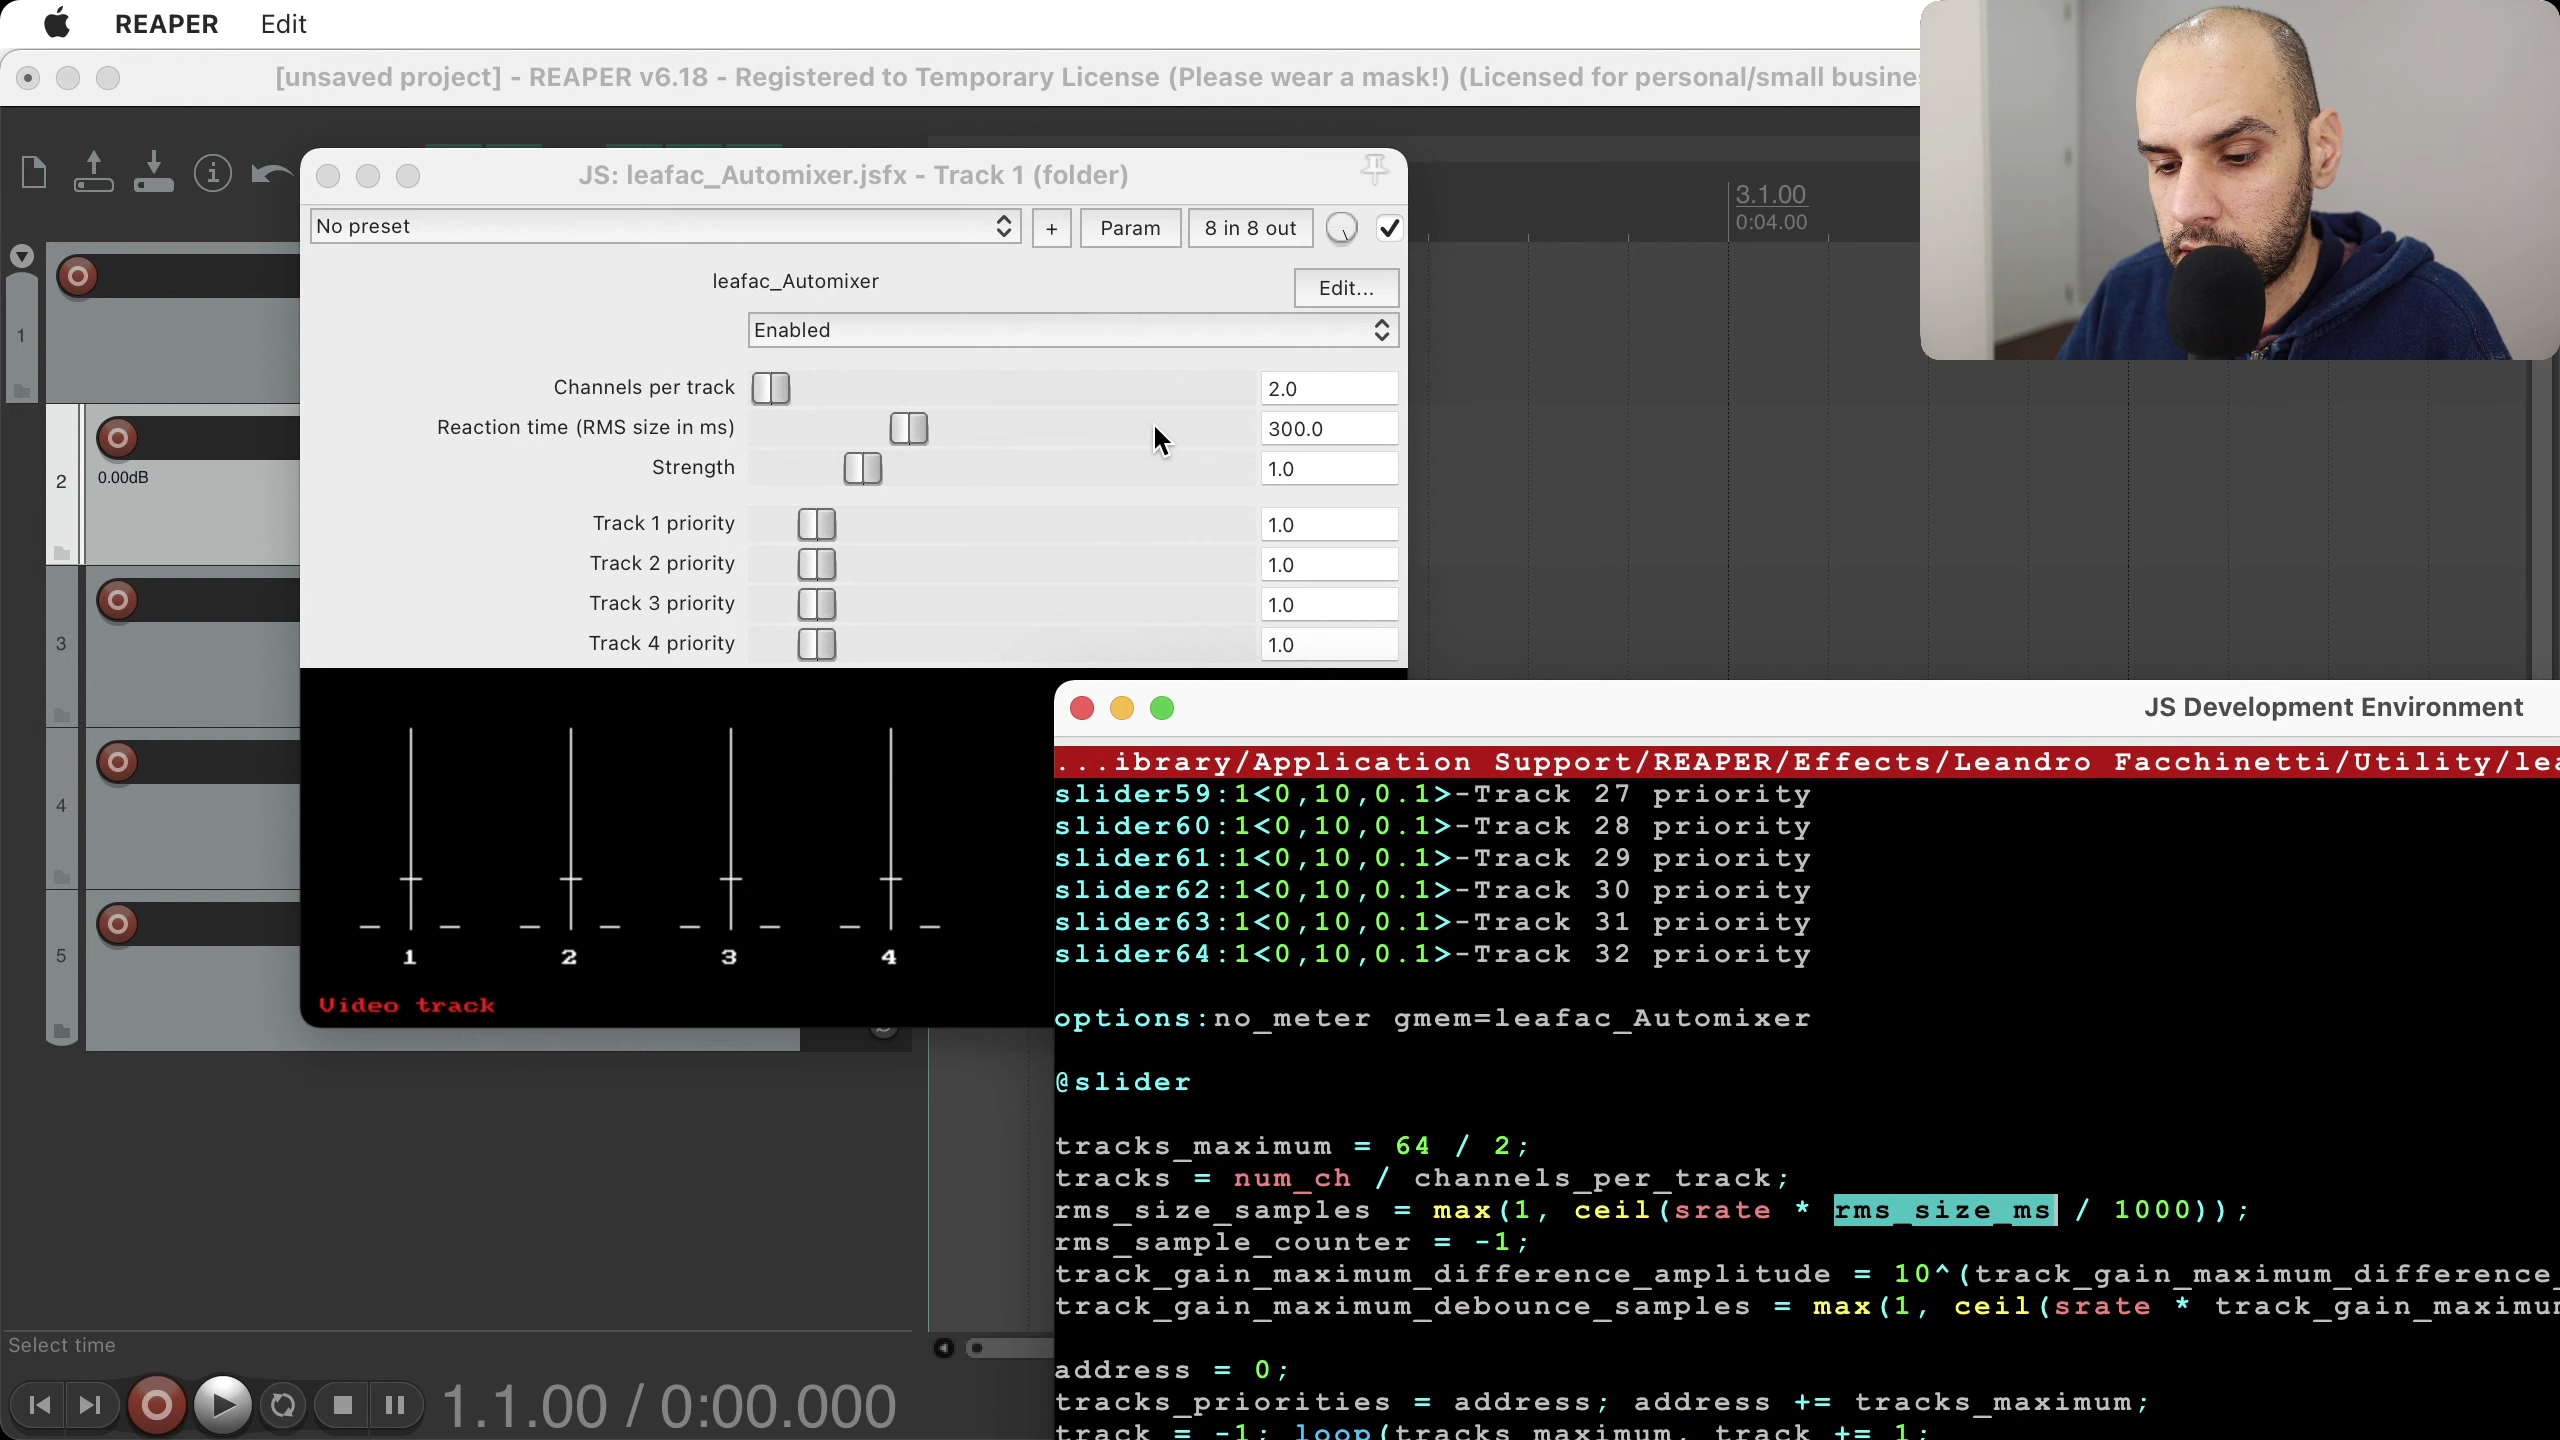 REAPER Edit
[unsaved project] - REAPER v6.18 - Registered to Temporary License (Please wear a mask!) (Licensed for personal/small
JS: leafac_Automixer.jsfx - Track 1 (folder)
3.1.00
0:04.00
No preset
+
Param
8 in 8 out
leafac_Automixer
Edit...
Enabled
Channels per track 2.0
Reaction time (RMS size in ms) 300.0
Strength 1.0
Track 1 priority 1.0
Track 2 priority 1.0
Track 3 priority 1.0
Track 4 priority 1.0
1
2
0.00dB
3
4
5
1 2 3 4
Video track
JS Development Environment
...ibrary/Application Support/REAPER/Effects/Leandro Facchinetti/Utility/lea
slider59:1<0,10,0.1>-Track 27 priority
slider60:1<0,10,0.1>-Track 28 priority
slider61:1<0,10,0.1>-Track 29 priority
slider62:1<0,10,0.1>-Track 30 priority
slider63:1<0,10,0.1>-Track 31 priority
slider64:1<0,10,0.1>-Track 32 priority
options:no_meter gmem=leafac_Automixer
@slider
tracks_maximum = 64 / 2;
tracks = num_ch / channels_per_track;
rms_size_samples = max(1, ceil(srate * rms_size_ms / 1000));
rms_sample_counter = -1;
track_gain_maximum_difference_amplitude = 10^(track_gain_maximum_difference_
track_gain_maximum_debounce_samples = max(1, ceil(srate * track_gain_maximum
address = 0;
tracks_priorities = address; address += tracks_maximum;
track = -1; loop(tracks_maximum, track += 1;
Select time
1.1.00 / 0:00.000